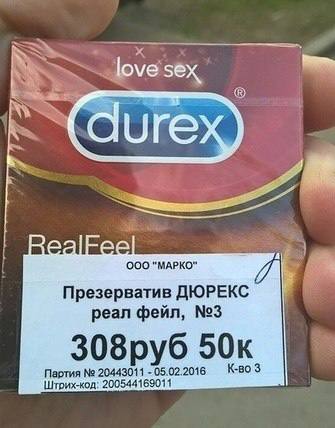 love sex
durex®
RealFeel
ООО "МАРКО"
Презерватив ДЮРЕКС
реал фейл, №3
308руб 50к
Партия № 20443011 - 05.02.2016 К-во 3
Штрих-код: 200544169011